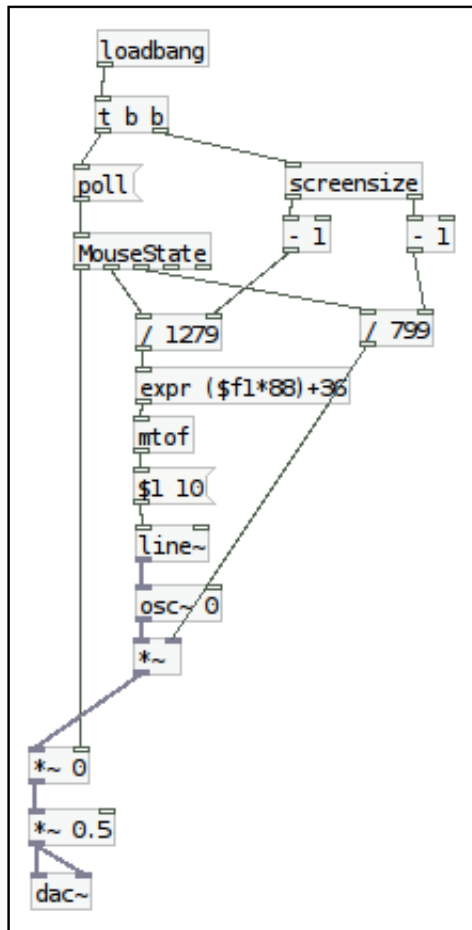 loadbang
t b b
poll
screensize
- 1
- 1
MouseState
/ 1279
/ 799
expr ($f1*88)+36
mtof
$1 10
line~
osc~ 0
*~
*~ 0
*~ 0.5
dac~